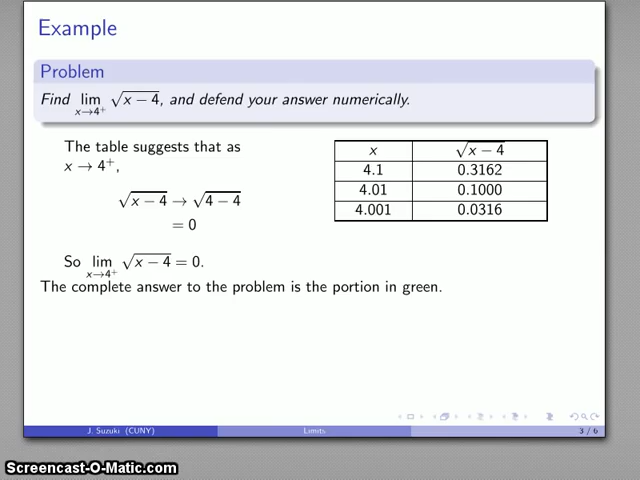 Example
Problem
Find lim x→4⁺ √x − 4, and defend your answer numerically.
The table suggests that as
x → 4⁺,
√x − 4 → √4 − 4
= 0
So lim x→4⁺ √x − 4 = 0.
x √x − 4
4.1 0.3162
4.01 0.1000
4.001 0.0316
The complete answer to the problem is the portion in green.
J. Suzuki (CUNY) Limits 3 / 6
Screencast-O-Matic.com